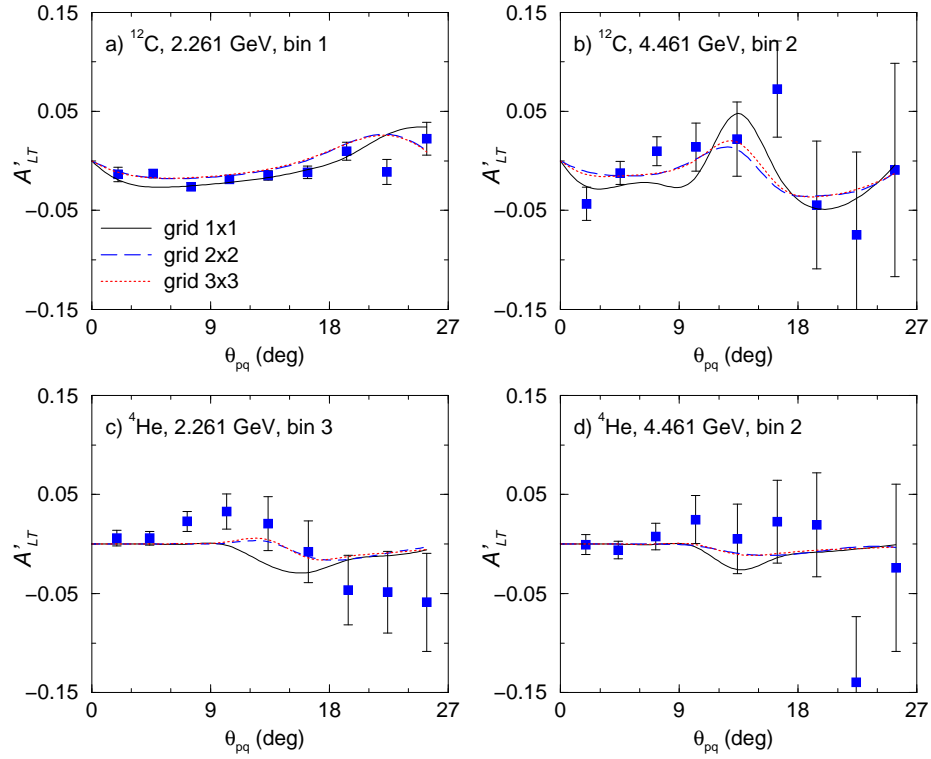 a) ¹²C, 2.261 GeV, bin 1
0.15
0.05
−0.05
−0.15
A'LT
grid 1x1
grid 2x2
grid 3x3
0 9 18 27
θpq (deg)
b) ¹²C, 4.461 GeV, bin 2
0.15
0.05
−0.05
−0.15
A'LT
0 9 18 27
θpq (deg)
c) ⁴He, 2.261 GeV, bin 3
0.15
0.05
−0.05
−0.15
A'LT
0 9 18 27
θpq (deg)
d) ⁴He, 4.461 GeV, bin 2
0.15
0.05
−0.05
−0.15
A'LT
0 9 18 27
θpq (deg)